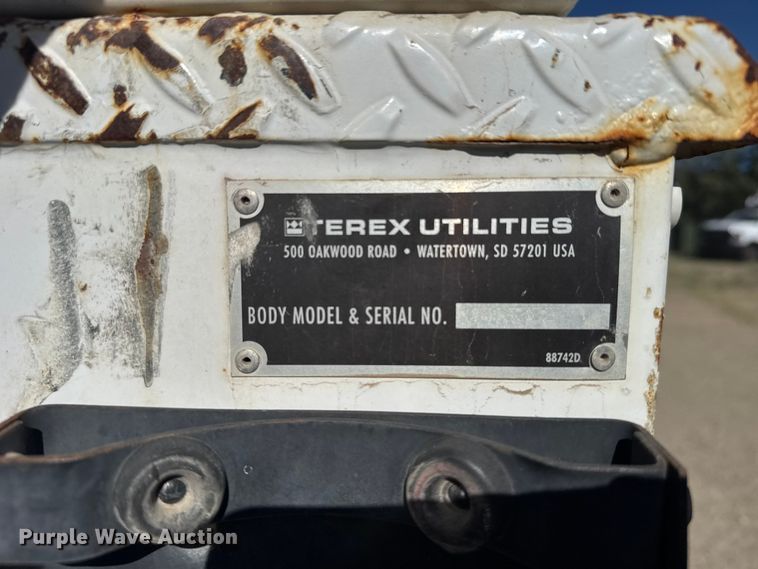 TEREX UTILITIES
500 OAKWOOD ROAD • WATERTOWN, SD 57201 USA
BODY MODEL & SERIAL NO.
88742D
Purple Wave Auction